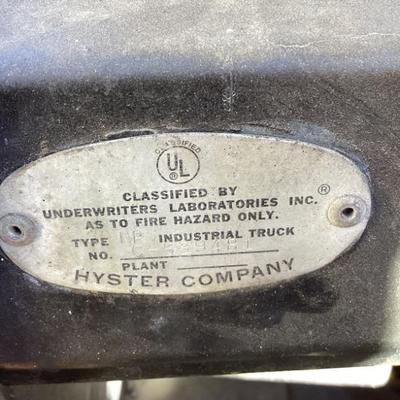 CLASSIFIED
UL
®
CLASSIFIED BY
UNDERWRITERS LABORATORIES INC.®
AS TO FIRE HAZARD ONLY.
TYPE INDUSTRIAL TRUCK
NO.
PLANT
HYSTER COMPANY